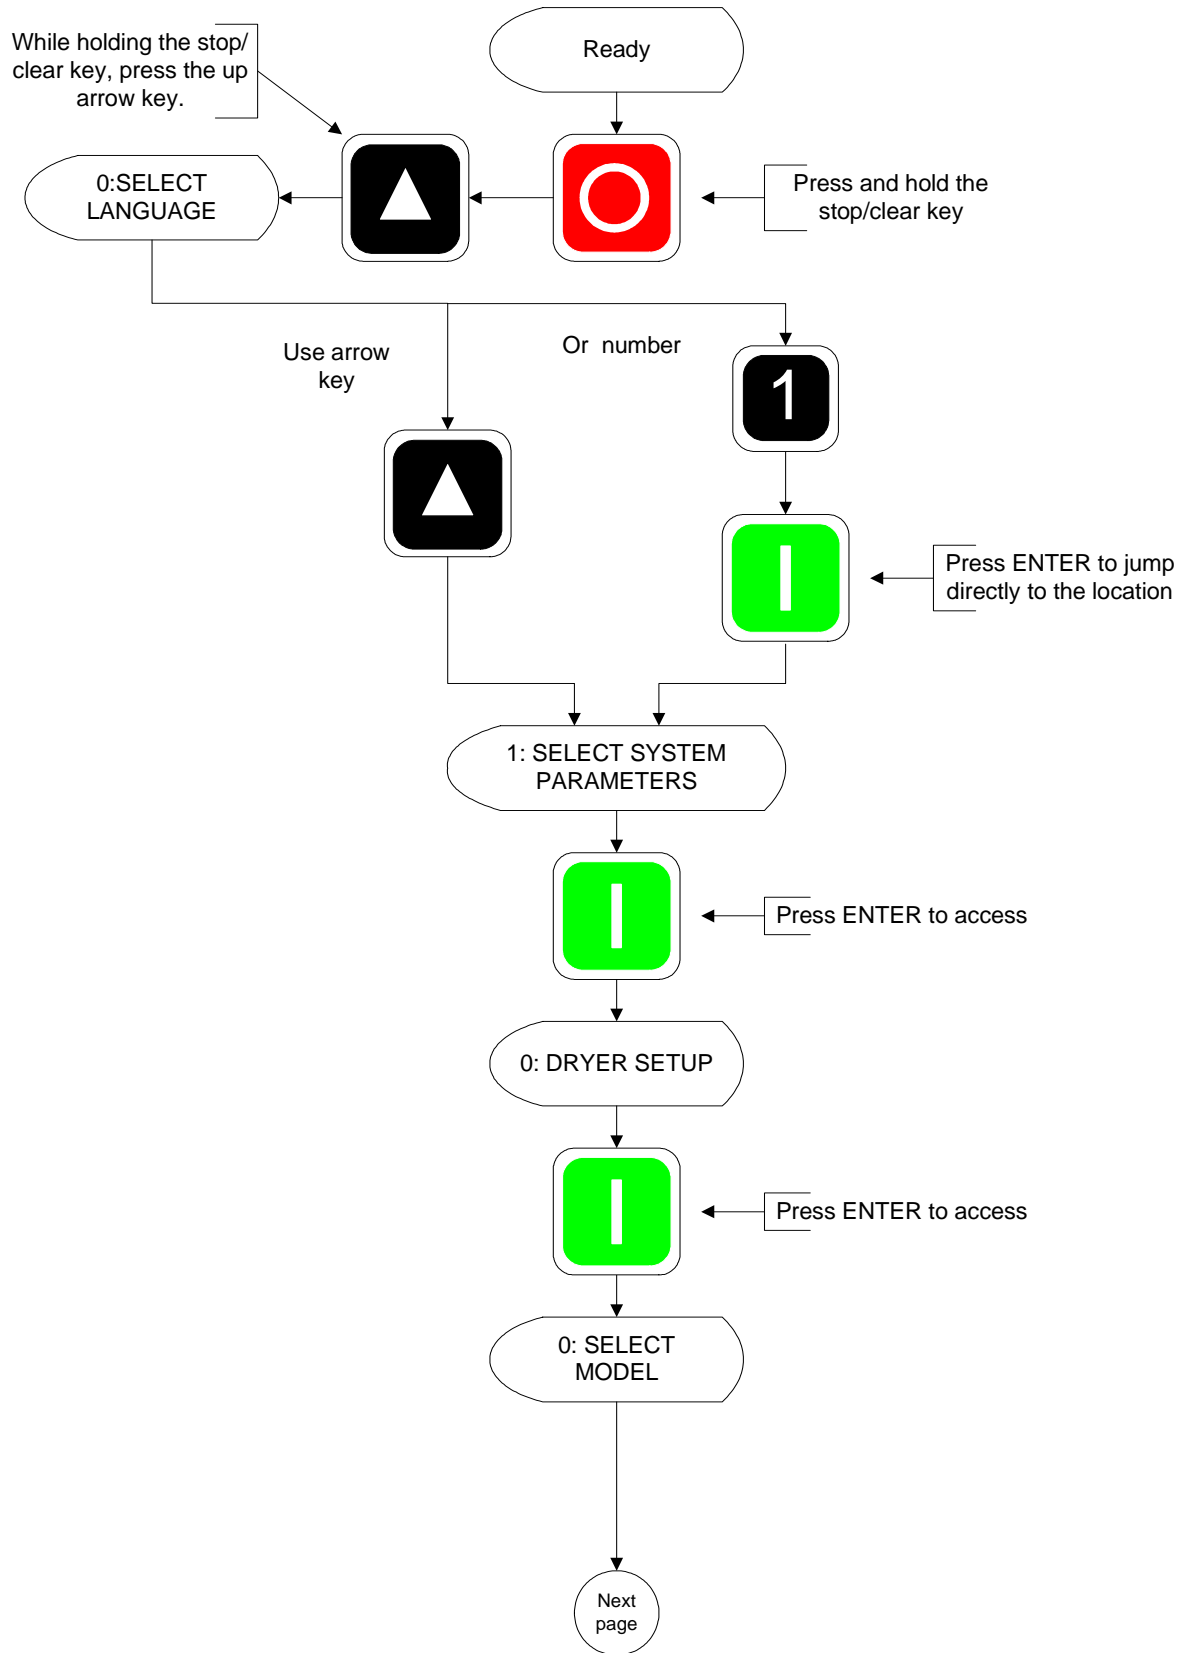 While holding the stop/
clear key, press the up
arrow key.
Ready
0:SELECT
LANGUAGE
Press and hold the
stop/clear key
Use arrow
key
Or  number
1
Press ENTER to jump
directly to the location
1: SELECT SYSTEM
PARAMETERS
Press ENTER to access
0: DRYER SETUP
Press ENTER to access
0: SELECT
MODEL
Next
page